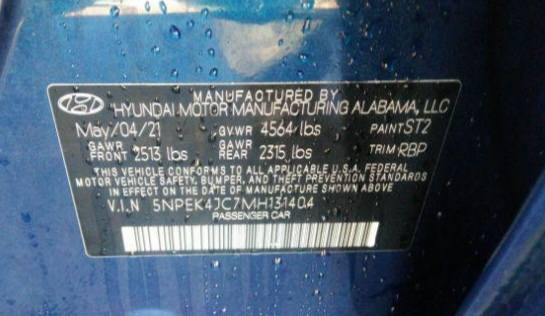 MANUFACTURED BY
HYUNDAI MOTOR MANUFACTURING ALABAMA, LLC
May/04/21 G.V.WR 4564 lbs PAINT ST2
GAWR FRONT 2513 lbs GAWR REAR 2315 lbs TRIM RBP
THIS VEHICLE CONFORMS TO ALL APPLICABLE U.S.A. FEDERAL
MOTOR VEHICLE SAFETY, BUMPER, AND THEFT PREVENTION STANDARDS
IN EFFECT ON THE DATE OF MANUFACTURE SHOWN ABOVE
V.I.N 5NPEK4JC7MH131404
PASSENGER CAR